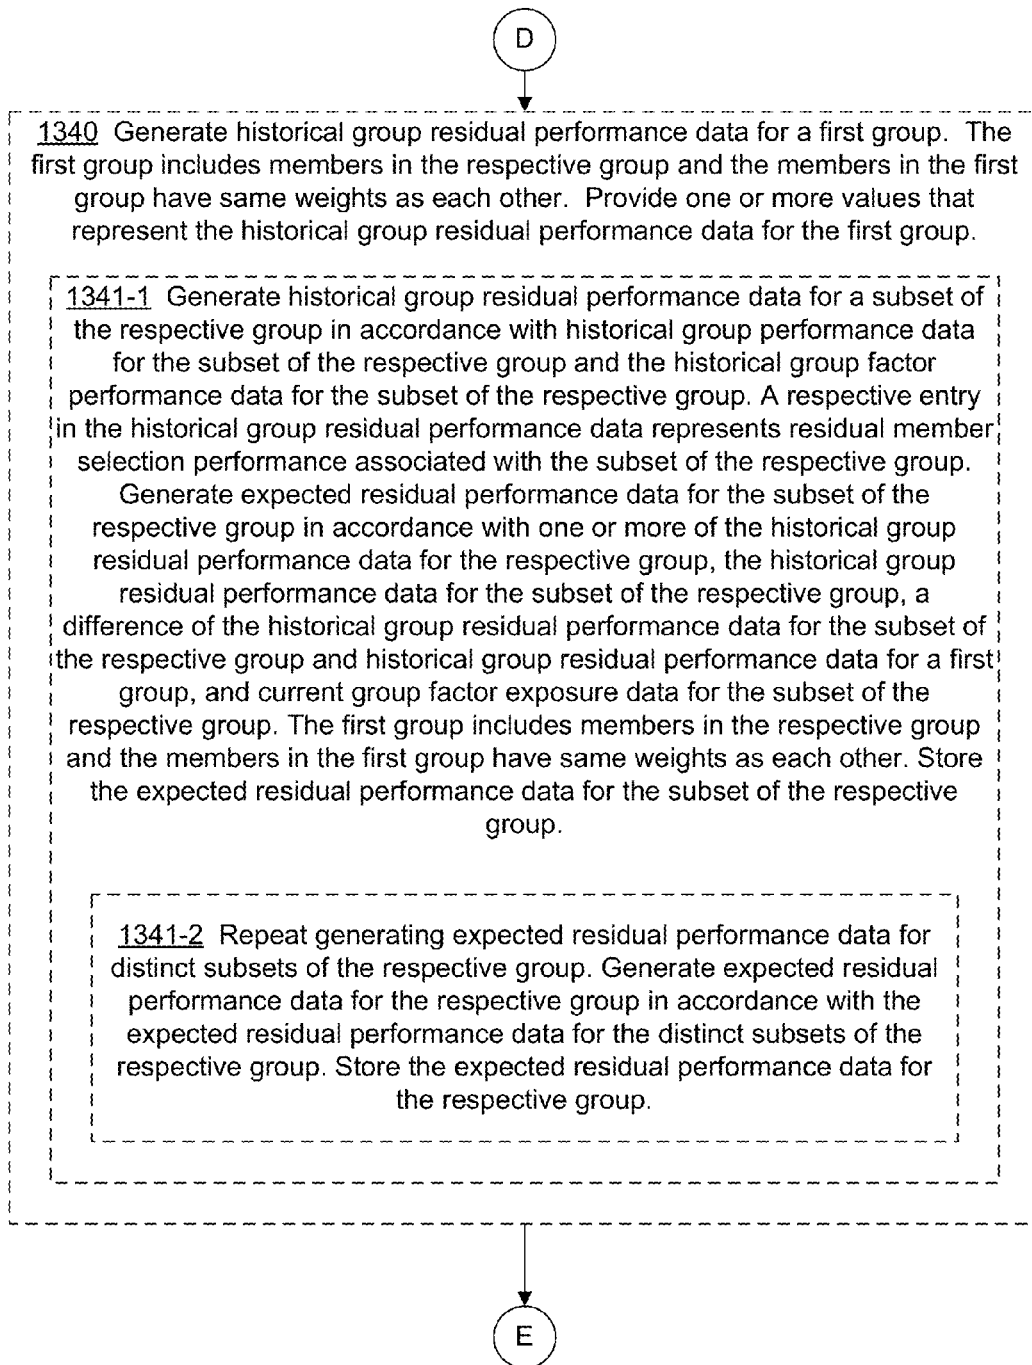 D
1340 Generate historical group residual performance data for a first group. The
first group includes members in the respective group and the members in the first
group have same weights as each other. Provide one or more values that
represent the historical group residual performance data for the first group.
1341-1 Generate historical group residual performance data for a subset of
the respective group in accordance with historical group performance data
for the subset of the respective group and the historical group factor
performance data for the subset of the respective group. A respective entry
in the historical group residual performance data represents residual member
selection performance associated with the subset of the respective group.
Generate expected residual performance data for the subset of the
respective group in accordance with one or more of the historical group
residual performance data for the respective group, the historical group
residual performance data for the subset of the respective group, a
difference of the historical group residual performance data for the subset of
the respective group and historical group residual performance data for a first
group, and current group factor exposure data for the subset of the
respective group. The first group includes members in the respective group
and the members in the first group have same weights as each other. Store
the expected residual performance data for the subset of the respective
group.
1341-2 Repeat generating expected residual performance data for
distinct subsets of the respective group. Generate expected residual
performance data for the respective group in accordance with the
expected residual performance data for the distinct subsets of the
respective group. Store the expected residual performance data for
the respective group.
E